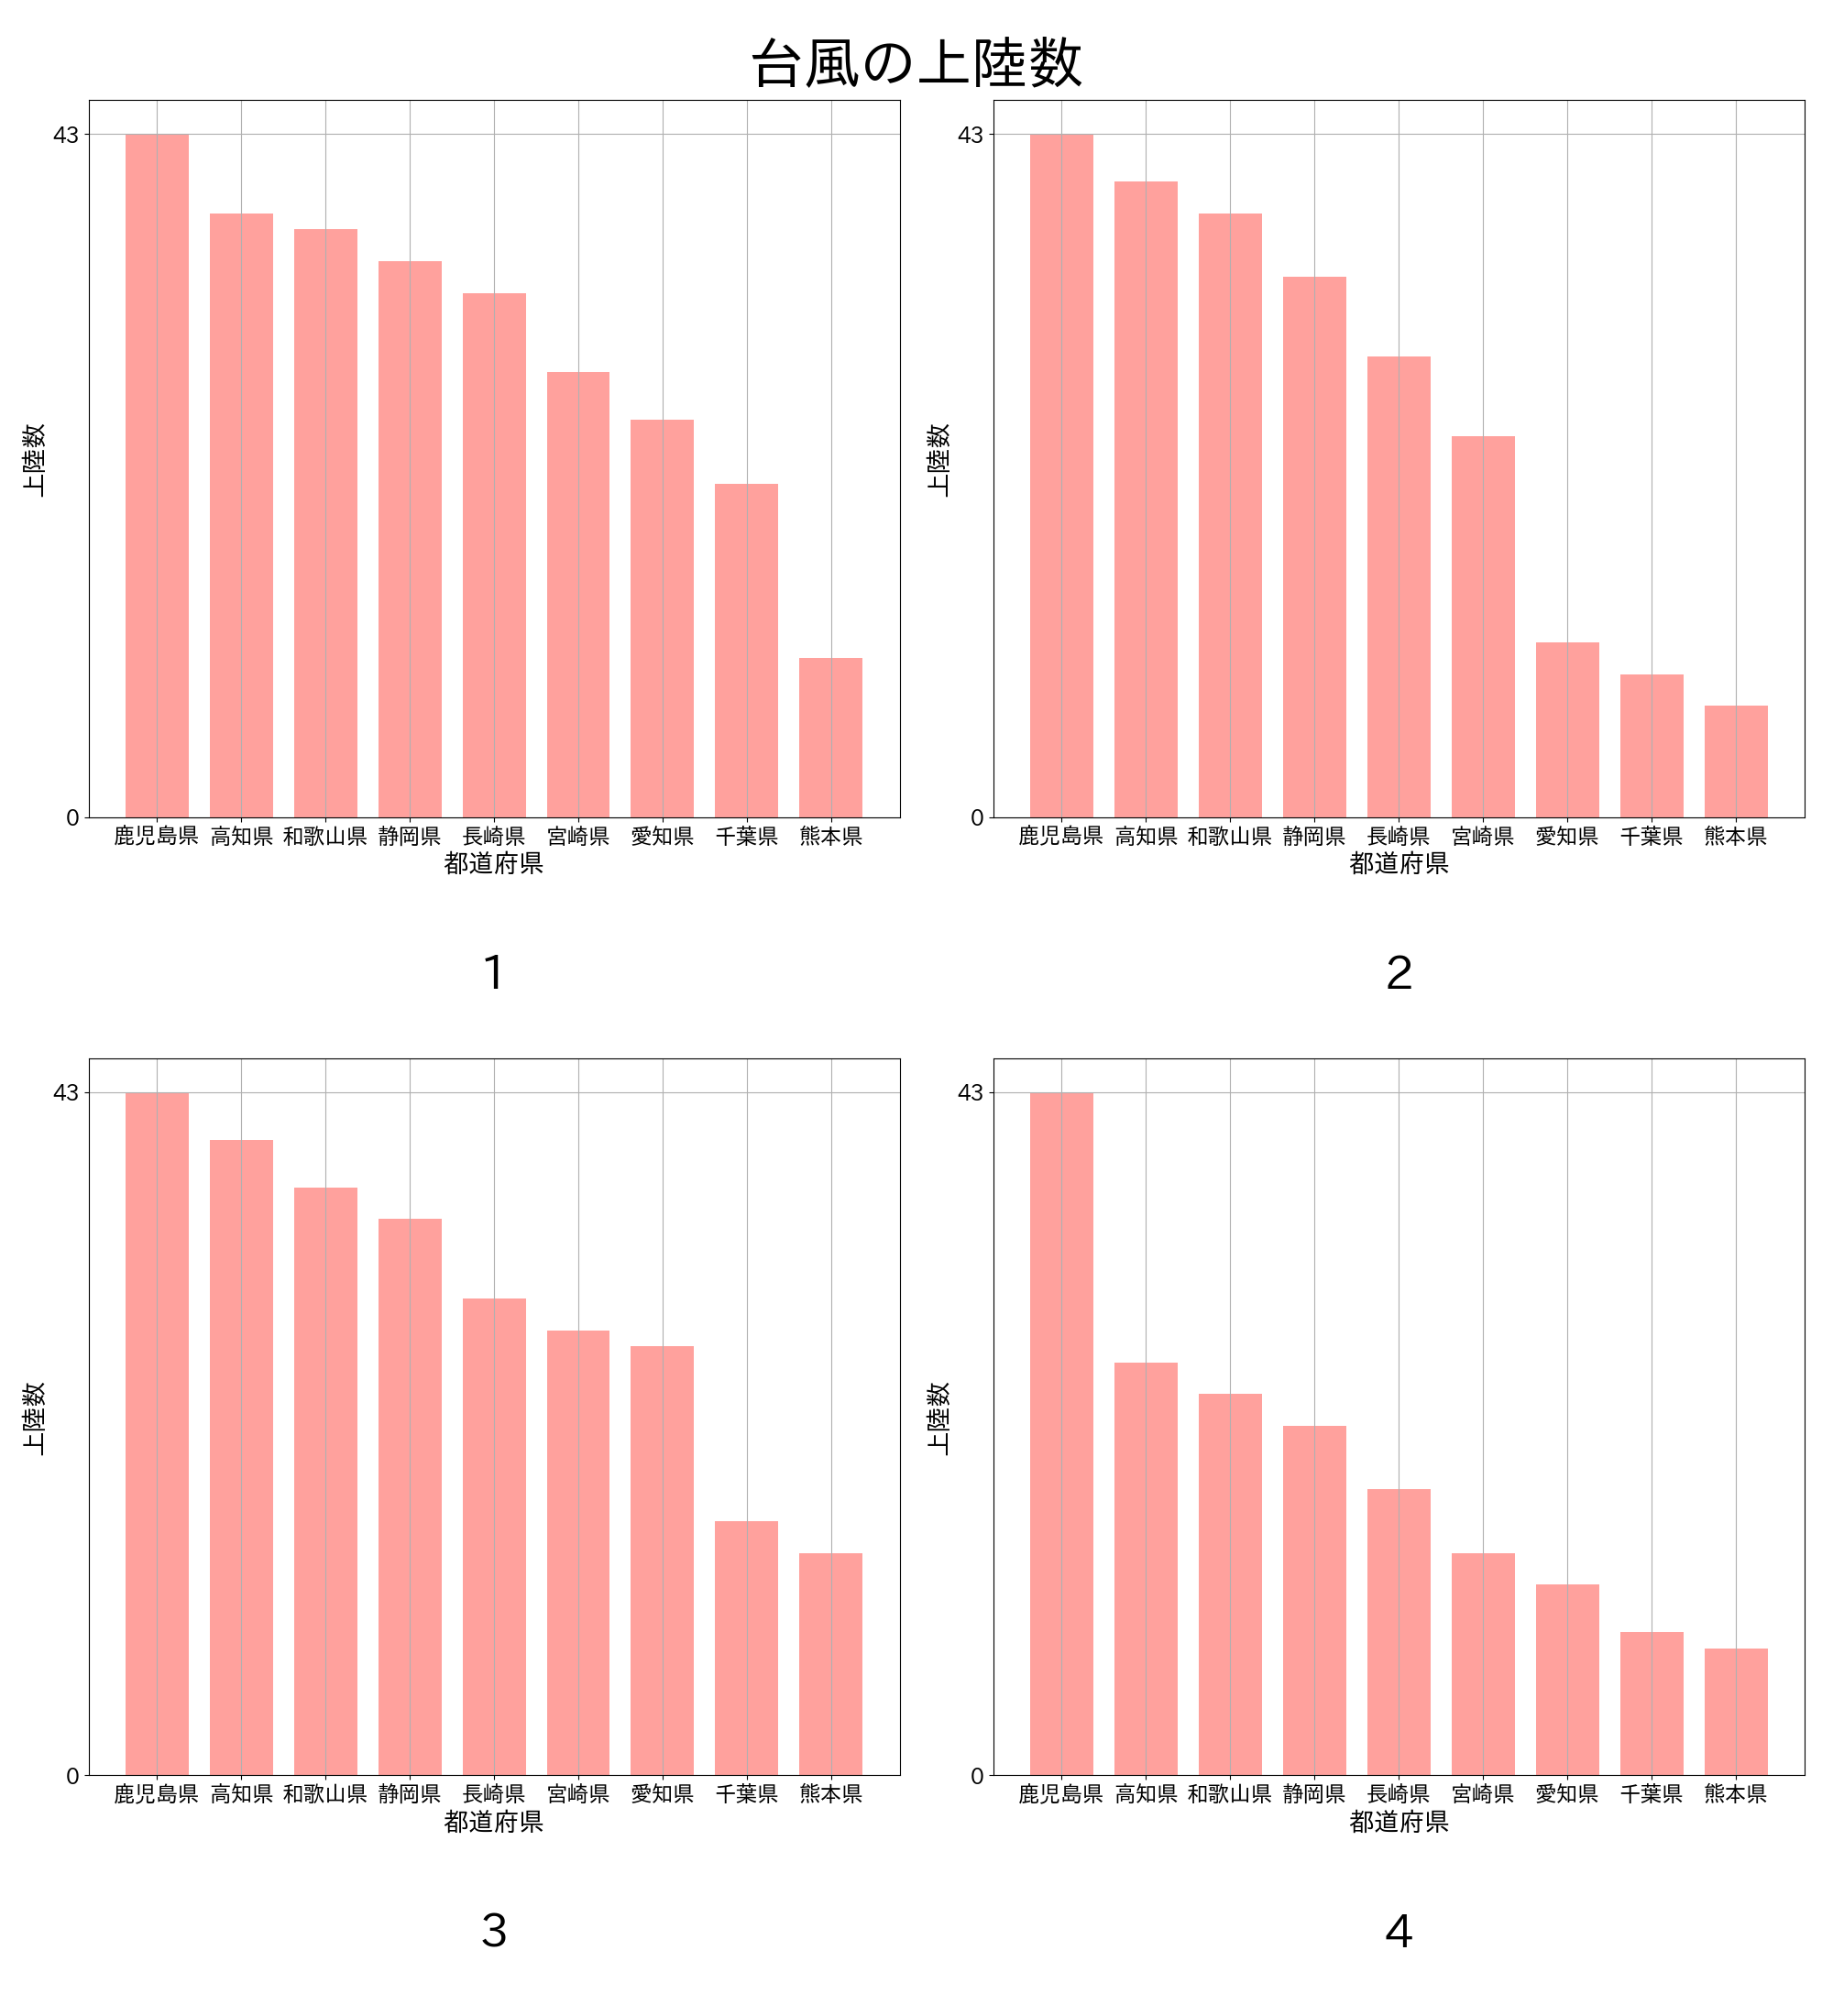 台風の上陸数
43
0
上陸数
鹿児島県 高知県 和歌山県 静岡県 長崎県 宮崎県 愛知県 千葉県 熊本県
都道府県
1
43
0
上陸数
鹿児島県 高知県 和歌山県 静岡県 長崎県 宮崎県 愛知県 千葉県 熊本県
都道府県
2
43
0
上陸数
鹿児島県 高知県 和歌山県 静岡県 長崎県 宮崎県 愛知県 千葉県 熊本県
都道府県
3
43
0
上陸数
鹿児島県 高知県 和歌山県 静岡県 長崎県 宮崎県 愛知県 千葉県 熊本県
都道府県
4